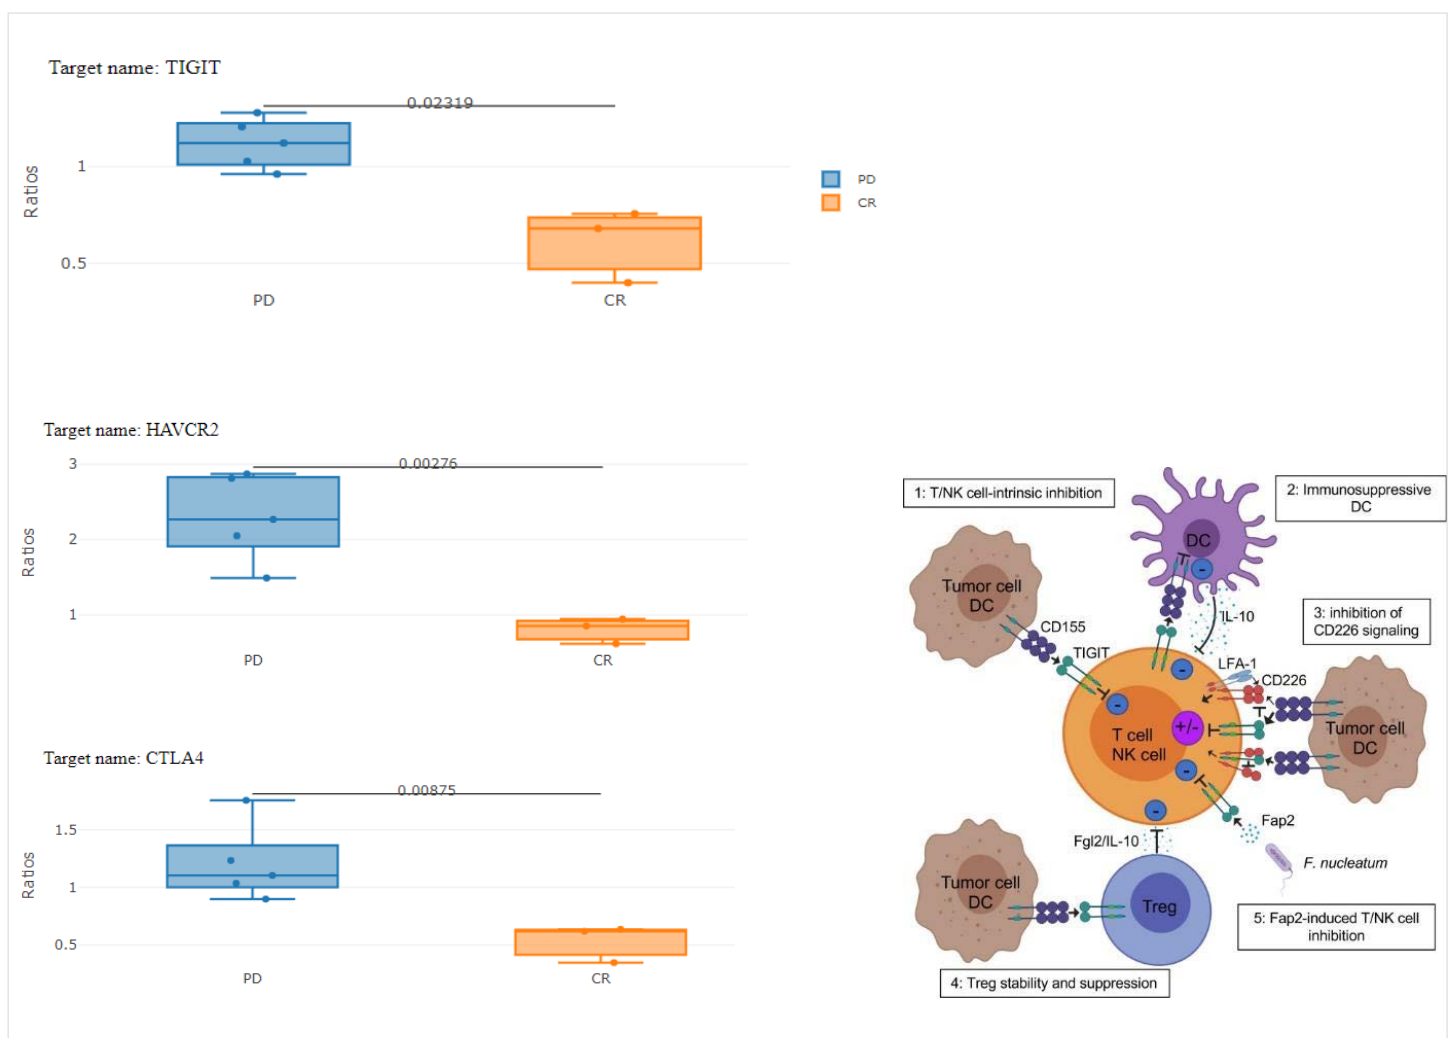 Target name: TIGIT
0.02319
1
0.5
Ratios
PD
CR
PD
CR
Target name: HAVCR2
0.00276
3
2
1
Ratios
PD
CR
Target name: CTLA4
0.00875
1.5
1
0.5
Ratios
PD
CR
1: T/NK cell-intrinsic inhibition
2: Immunosuppressive
DC
DC
-
Tumor cell
DC
CD155
TIGIT
IL-10
3: inhibition of
CD226 signaling
-
LFA-1
CD226
-
+/-
T cell
NK cell
Tumor cell
DC
-
-
Fap2
Fgl2/IL-10
F. nucleatum
Tumor cell
DC
Treg
5: Fap2-induced T/NK cell
inhibition
4: Treg stability and suppression